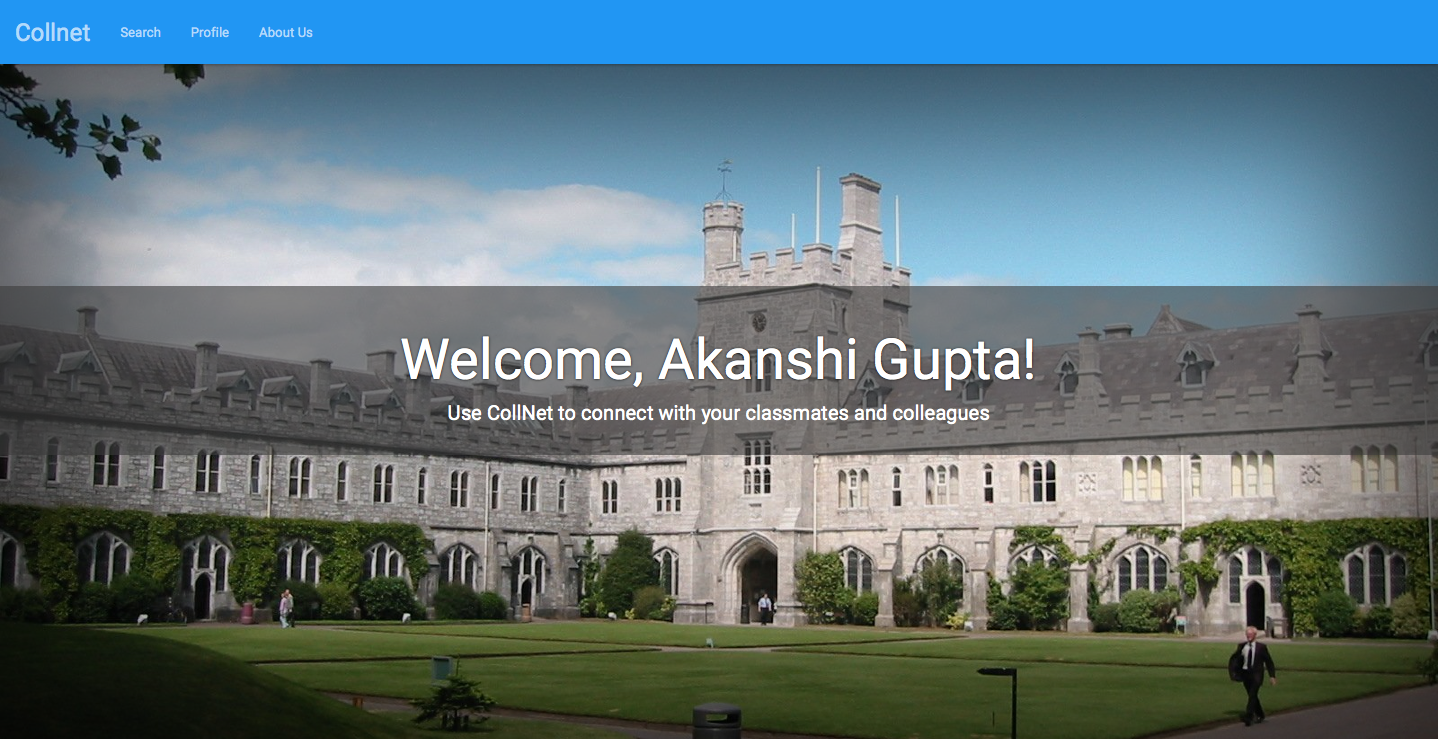 Collnet Search Profile About Us
Welcome, Akanshi Gupta!
Use CollNet to connect with your classmates and colleagues